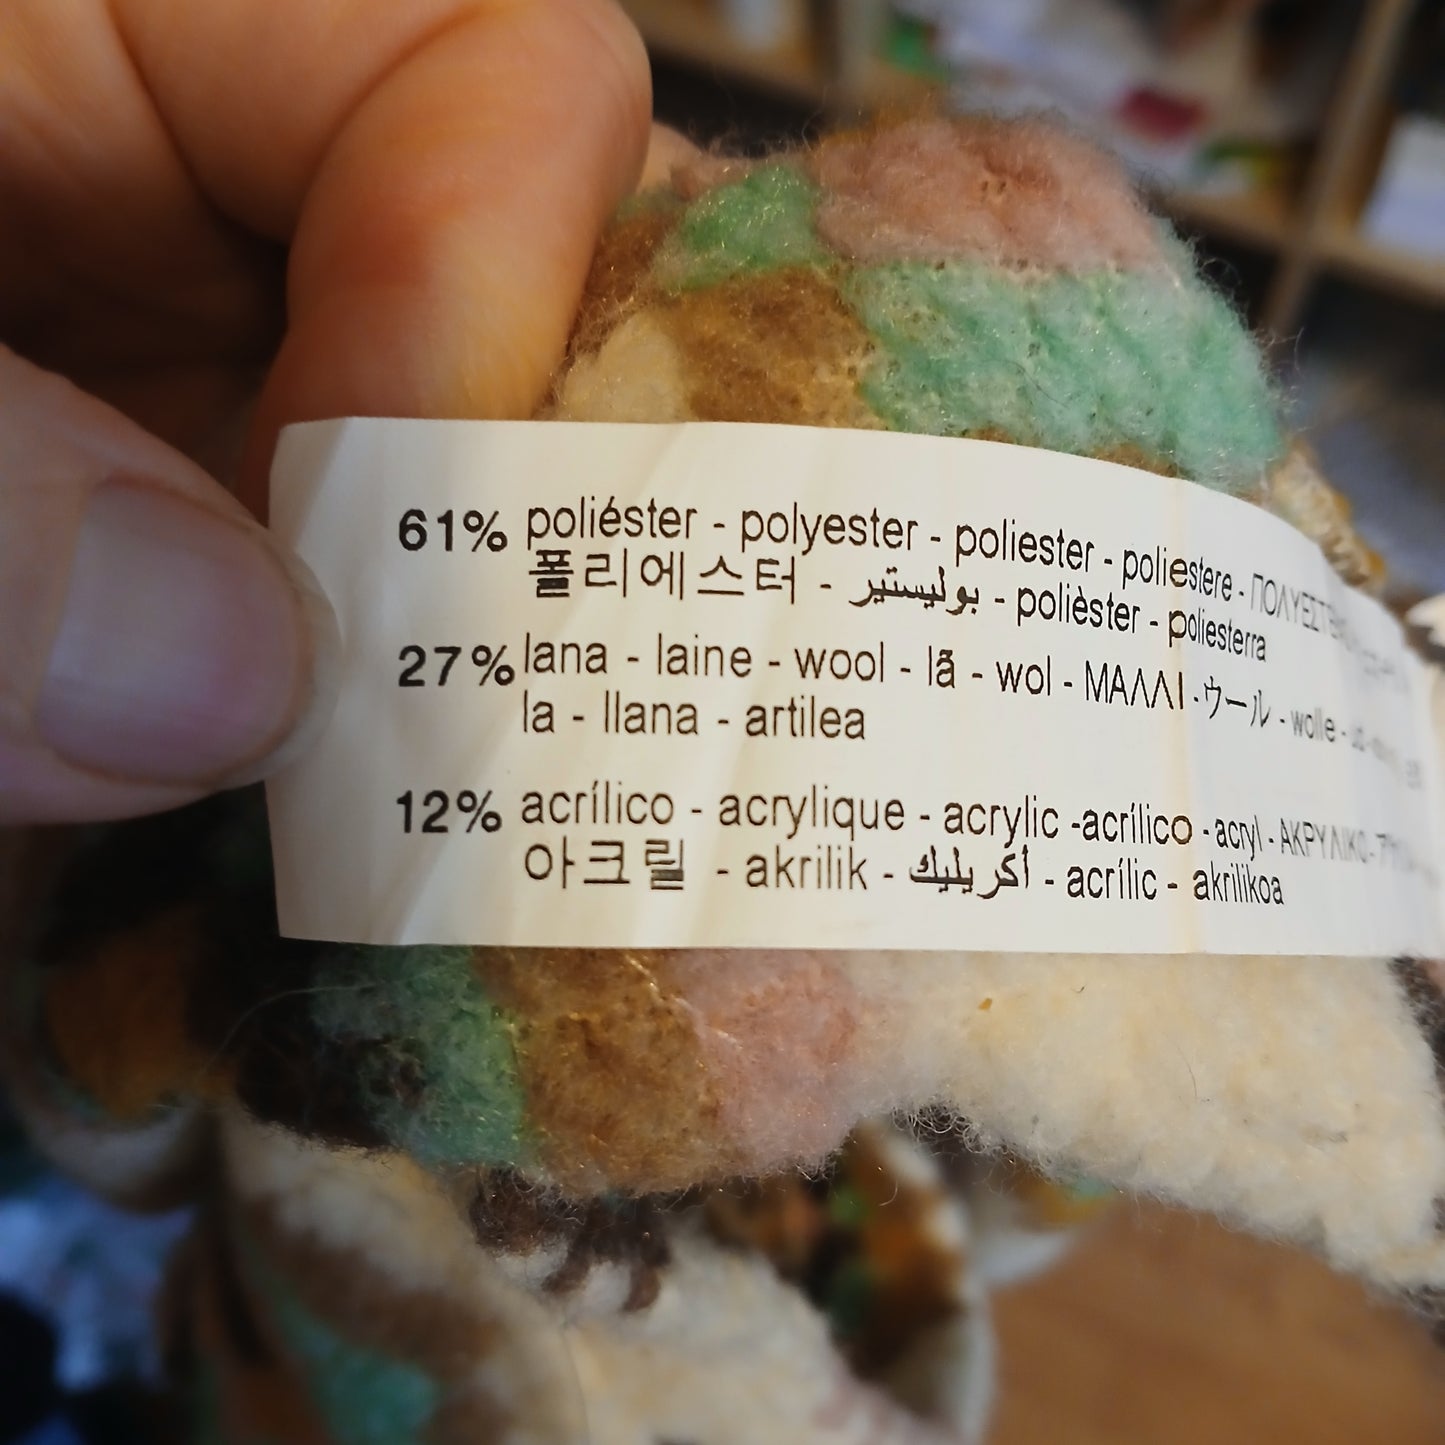 61% poliéster - polyester - poliester - poliestere - ΠΟΛΥΕΣΤΕΡ
폴리에스터 - بوليستير - polièster - poliesterra
27% lana - laine - wool - lã - wol - ΜΑΛΛΙ - ウール - wolle -
la - llana - artilea
12% acrílico - acrylique - acrylic -acrílico - acryl - ΑΚΡΥΛΙΚΟ -
아크릴 - akrilik - أكريليك - acrílic - akrilikoa